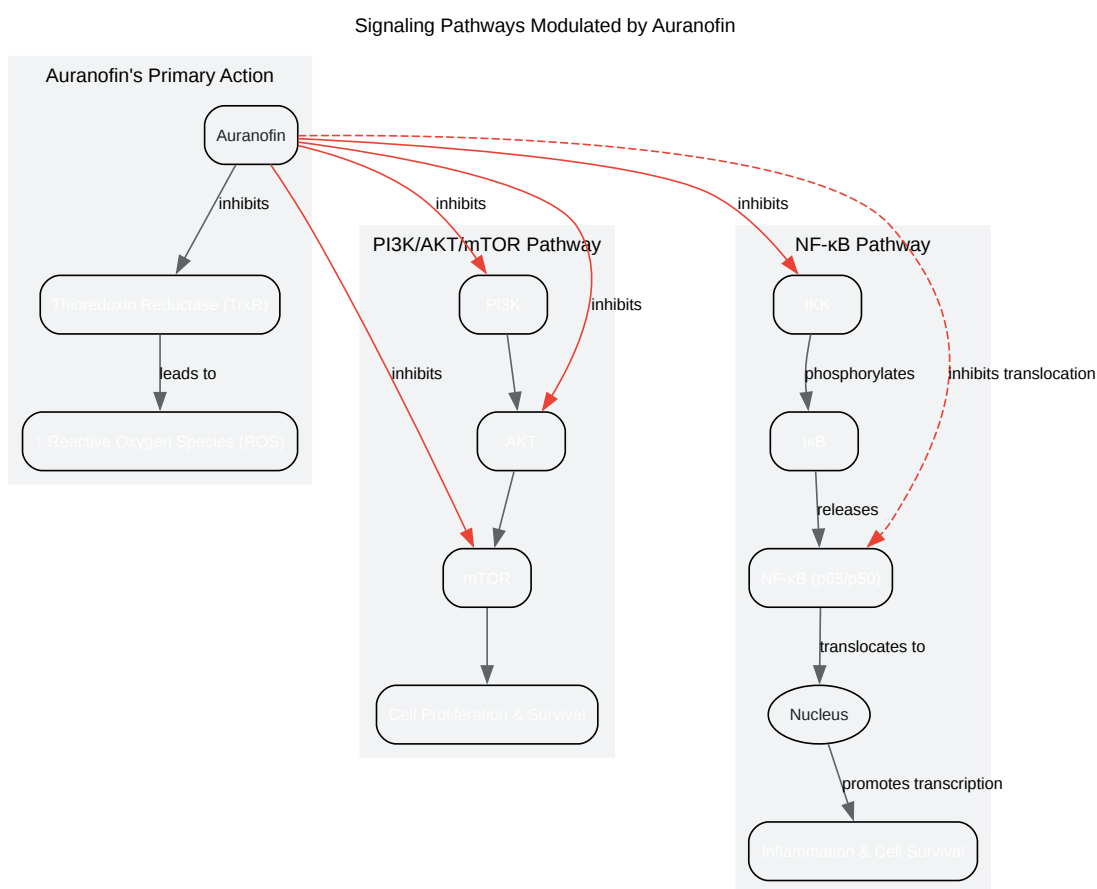 Signaling Pathways Modulated by Auranofin
Auranofin's Primary Action
Auranofin
inhibits
Thioredoxin Reductase (TrxR)
leads to
↑ Reactive Oxygen Species (ROS)
PI3K/AKT/mTOR Pathway
inhibits
PI3K
inhibits
AKT
inhibits
mTOR
Cell Proliferation & Survival
NF-κB Pathway
inhibits
IKK
phosphorylates
inhibits translocation
IκB
releases
NF-κB (p65/p50)
translocates to
Nucleus
promotes transcription
Inflammation & Cell Survival